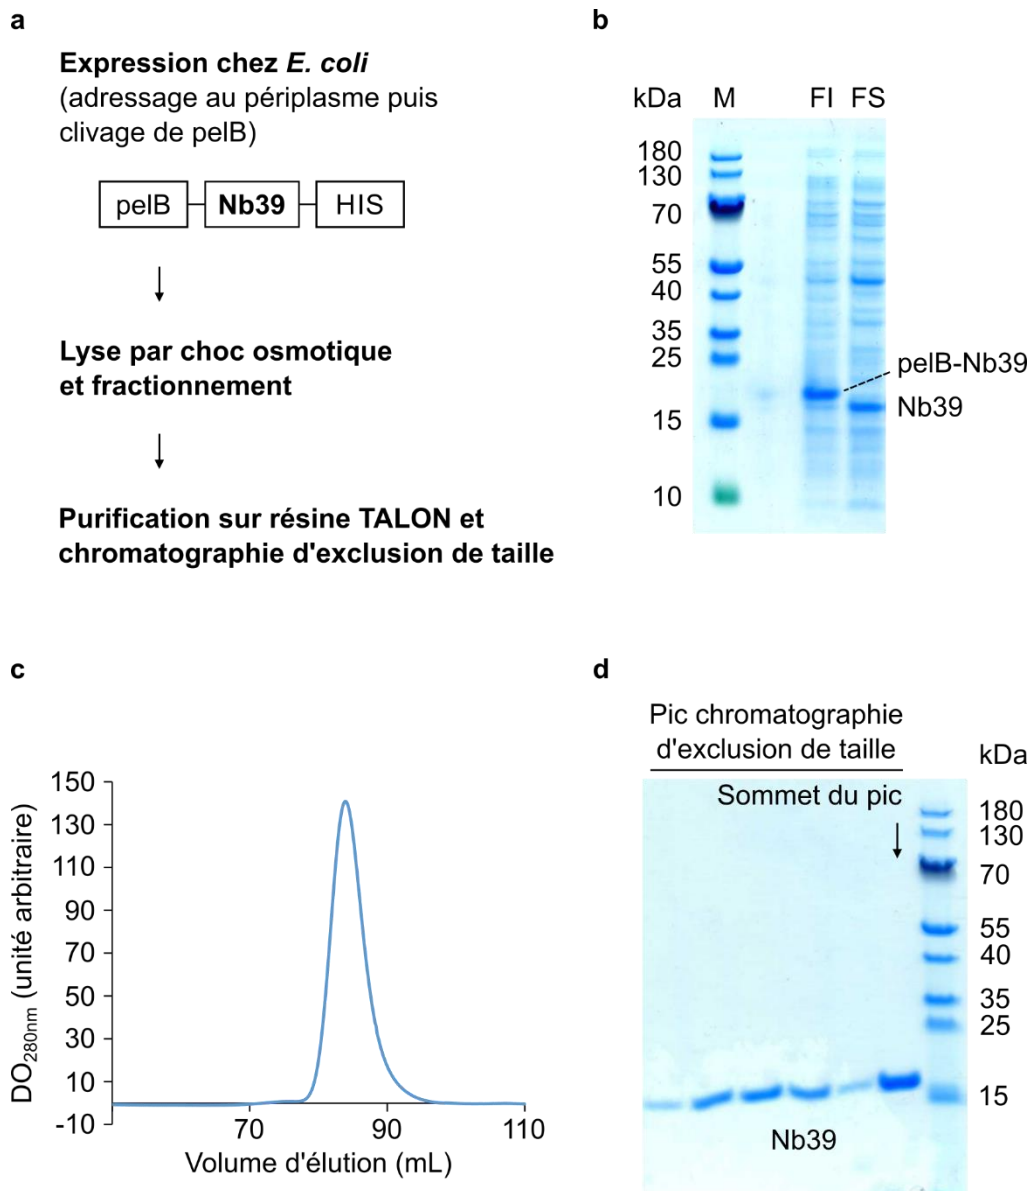 a
Expression chez E. coli
(adressage au périplasme puis
clivage de pelB)
pelB Nb39 HIS
Lyse par choc osmotique
et fractionnement
Purification sur résine TALON et
chromatographie d'exclusion de taille
b
kDa M FI FS
180
130
70
55
40
35
25
15
10
pelB-Nb39
Nb39
c
DO280nm (unité arbitraire)
150
130
110
90
70
50
30
10
-10
70 90 110
Volume d'élution (mL)
d
Pic chromatographie
d'exclusion de taille
kDa
Sommet du pic
180
130
70
55
40
35
25
15
Nb39